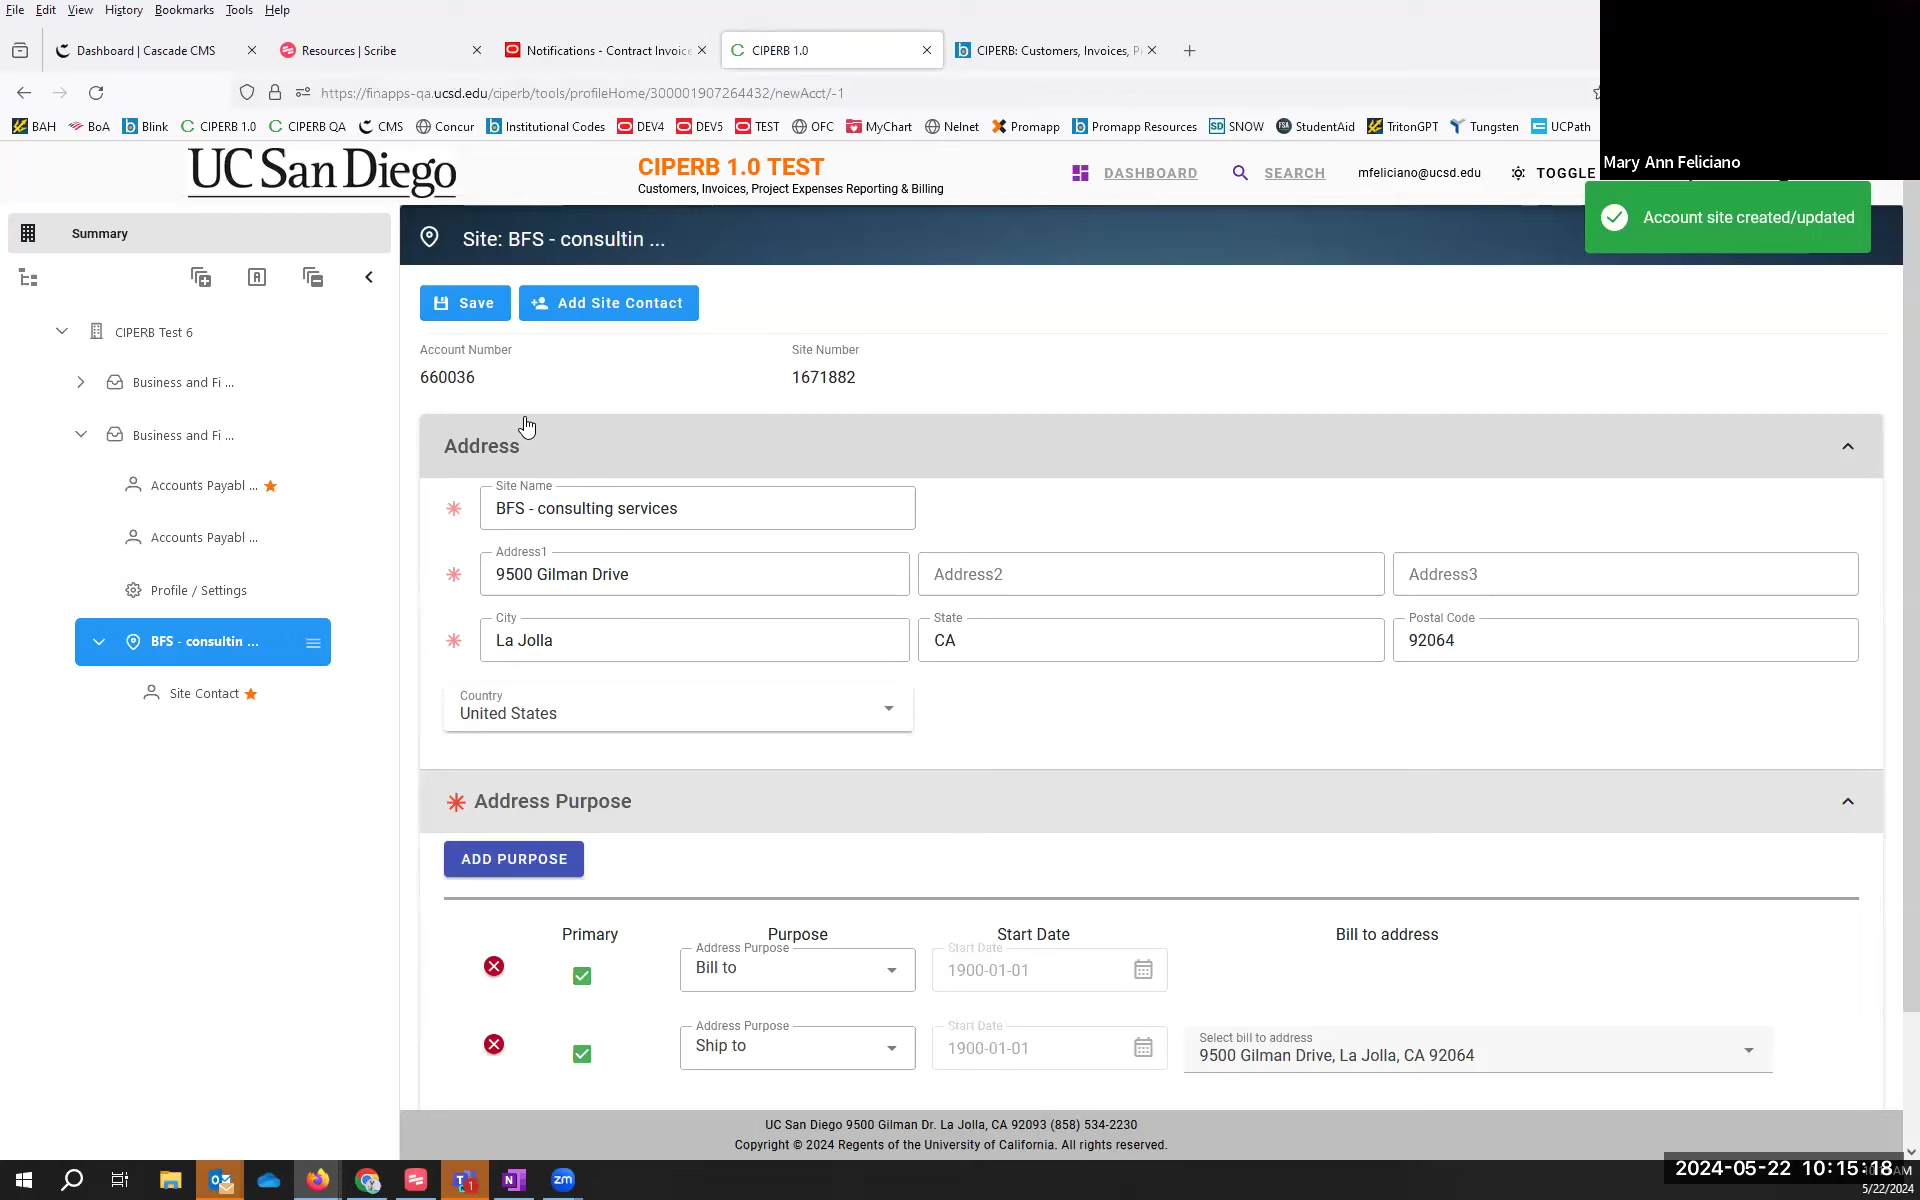 File Edit View History Bookmarks Tools Help
Dashboard | Cascade CMS
Resources | Scribe
Notifications - Contract Invoice
CIPERB 1.0
CIPERB: Customers, Invoices, P
https://finapps-qa.ucsd.edu/ciperb/tools/profileHome/300001907264432/newAcct/-1
BAH BoA Blink CIPERB 1.0 CIPERB QA CMS Concur Institutional Codes DEV4 DEV5 TEST OFC MyChart Nelnet Promapp Promapp Resources SNOW StudentAid TritonGPT Tungsten UCPath
Mary Ann Feliciano
UC San Diego
CIPERB 1.0 TEST
Customers, Invoices, Project Expenses Reporting & Billing
DASHBOARD SEARCH mfeliciano@ucsd.edu TOGGLE
Account site created/updated
Summary
CIPERB Test 6
Business and Fi ...
Business and Fi ...
Accounts Payabl ...
Accounts Payabl ...
Profile / Settings
BFS - consultin ...
Site Contact
Site: BFS - consultin ...
Save Add Site Contact
Account Number Site Number
660036 1671882
Address
Site Name
BFS - consulting services
Address1
9500 Gilman Drive Address2 Address3
City State Postal Code
La Jolla CA 92064
Country
United States
Address Purpose
ADD PURPOSE
Primary Purpose Start Date Bill to address
Address Purpose Start Date
Bill to 1900-01-01
Address Purpose Start Date Select bill to address
Ship to 1900-01-01 9500 Gilman Drive, La Jolla, CA 92064
UC San Diego 9500 Gilman Dr. La Jolla, CA 92093 (858) 534-2230
Copyright © 2024 Regents of the University of California. All rights reserved.
2024-05-22 10:15:18
5/22/2024